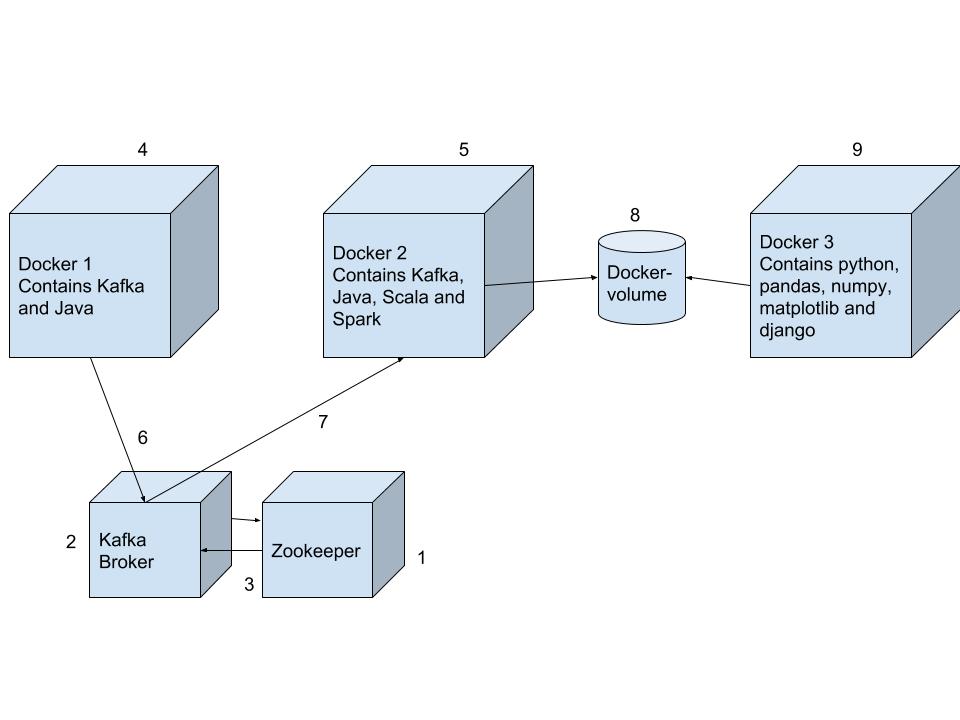 4
5
9
8
Docker 1
Contains Kafka
and Java
Docker 2
Contains Kafka,
Java, Scala and
Spark
Docker-
volume
Docker 3
Contains python,
pandas, numpy,
matplotlib and
django
6
7
2
Kafka
Broker
Zookeeper
1
3